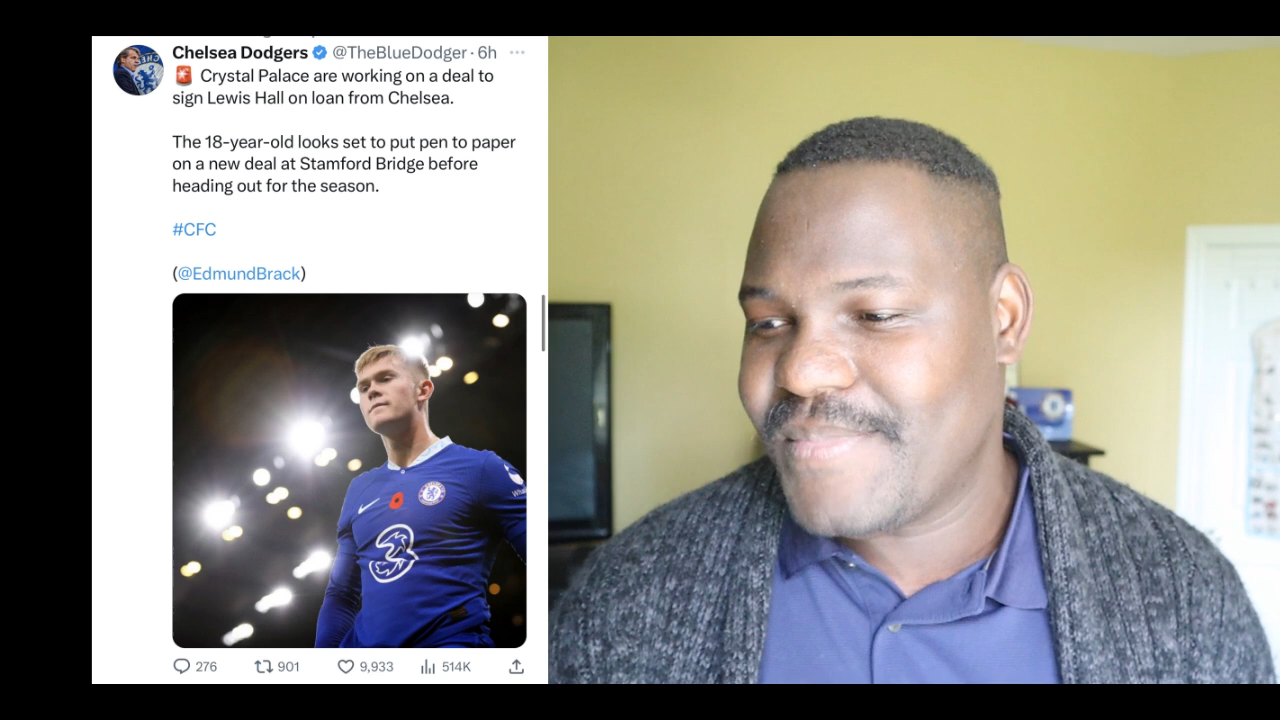 Chelsea Dodgers @TheBlueDodger · 6h
🚨 Crystal Palace are working on a deal to
sign Lewis Hall on loan from Chelsea.
The 18-year-old looks set to put pen to paper
on a new deal at Stamford Bridge before
heading out for the season.
#CFC
(@EdmundBrack)
276 901 9,933 514K